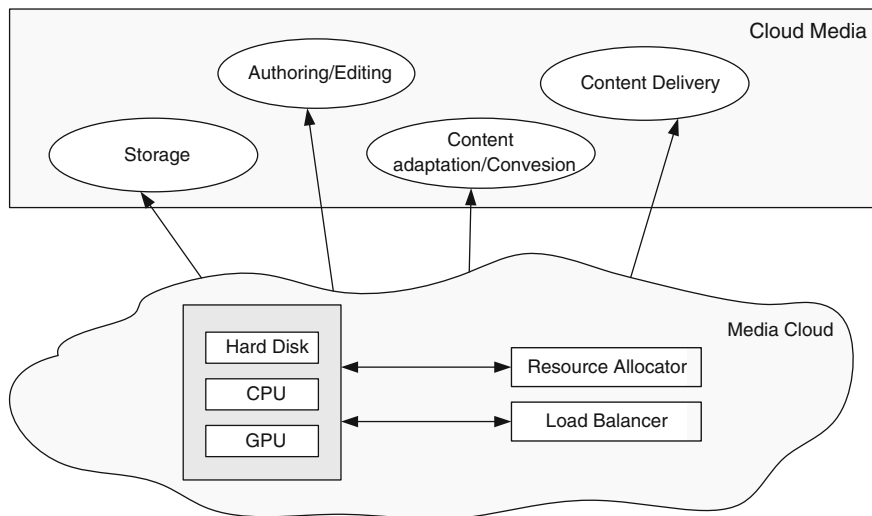 Cloud Media
Authoring/Editing
Content Delivery
Storage
Content
adaptation/Convesion
Media Cloud
Hard Disk
CPU
GPU
Resource Allocator
Load Balancer